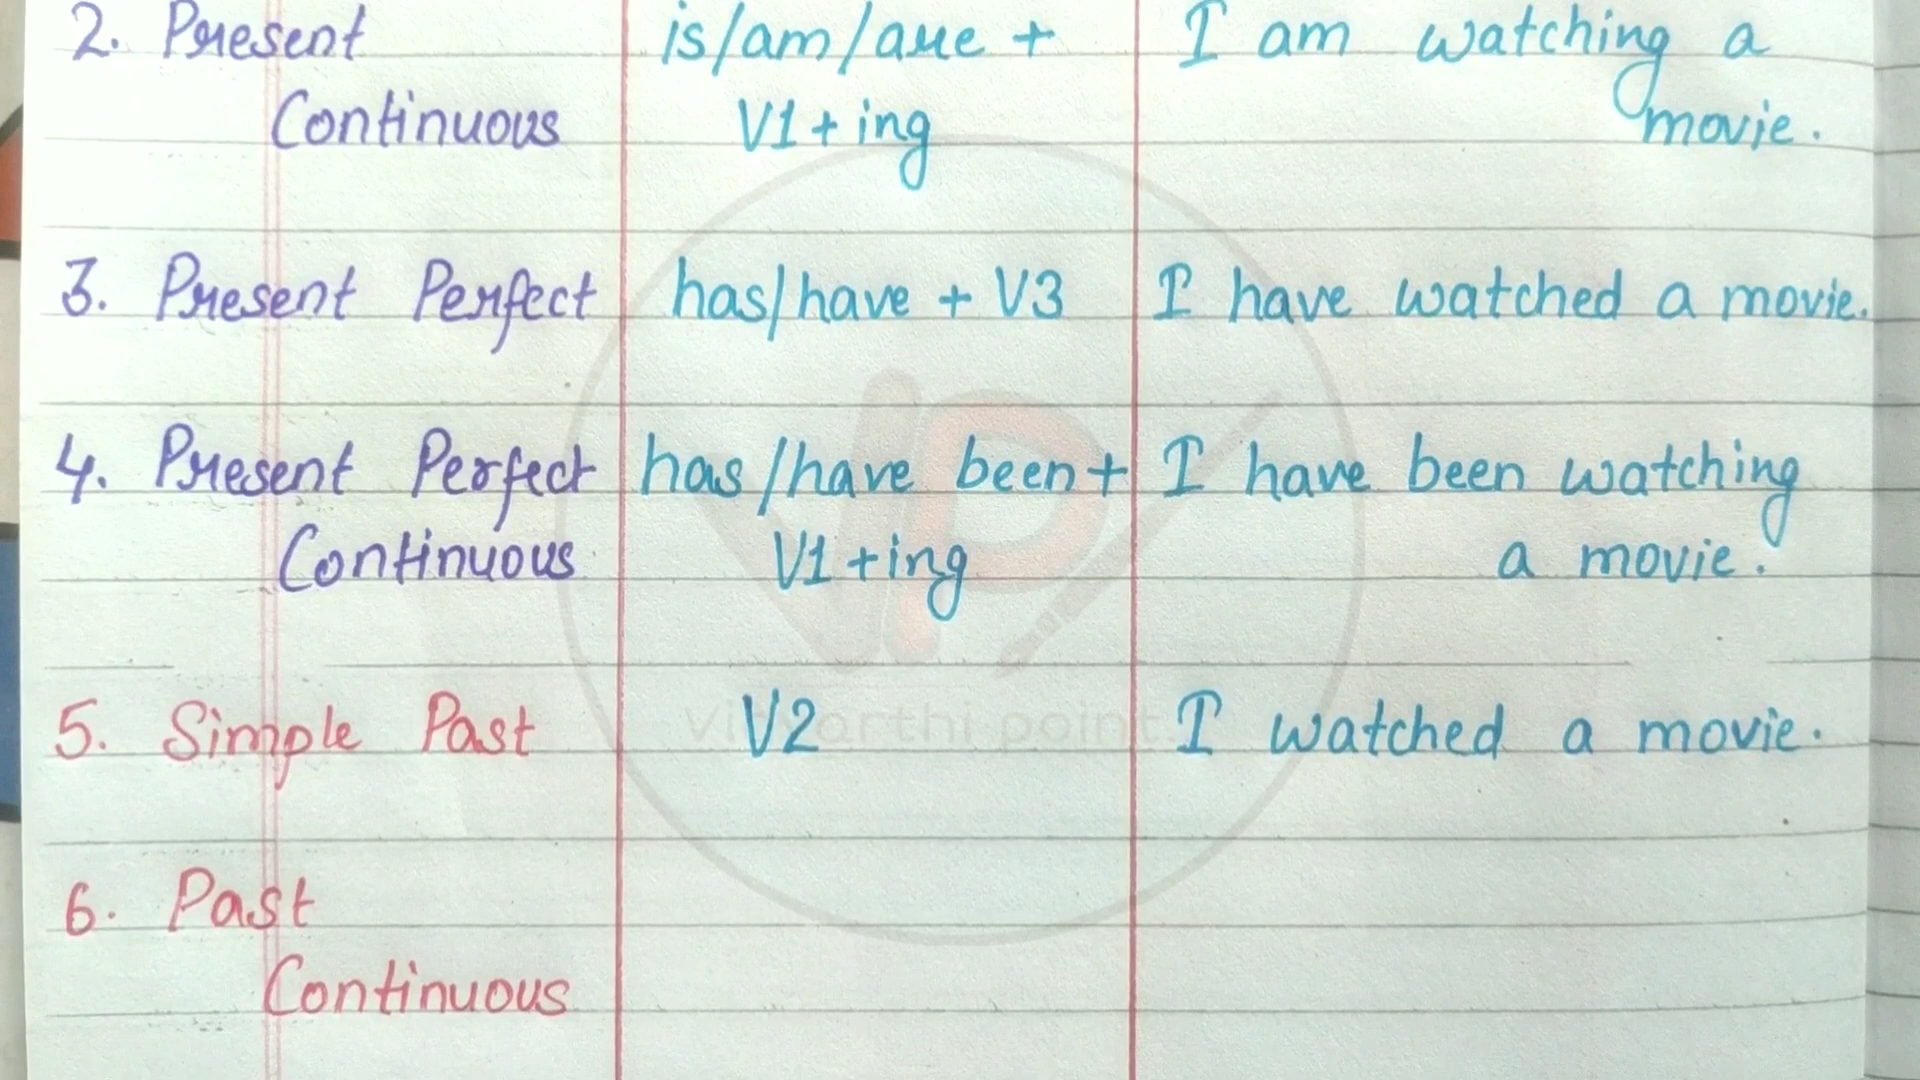 2. Present is/am/are + I am watching a
Continuous V1 + ing movie.
3. Present Perfect has/have + V3 I have watched a movie.
4. Present Perfect has/have been + I have been watching
Continuous V1 + ing a movie.
5. Simple Past V2 I watched a movie.
vidyarthi point
6. Past
Continuous